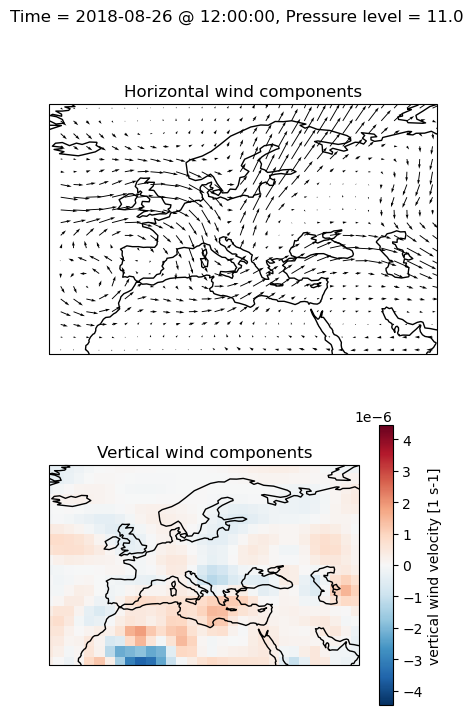 Time = 2018-08-26 @ 12:00:00, Pressure level = 11.0
Horizontal wind components
Vertical wind components
1e−6
4
3
2
1
0
−1
−2
−3
−4
vertical wind velocity [1 s-1]